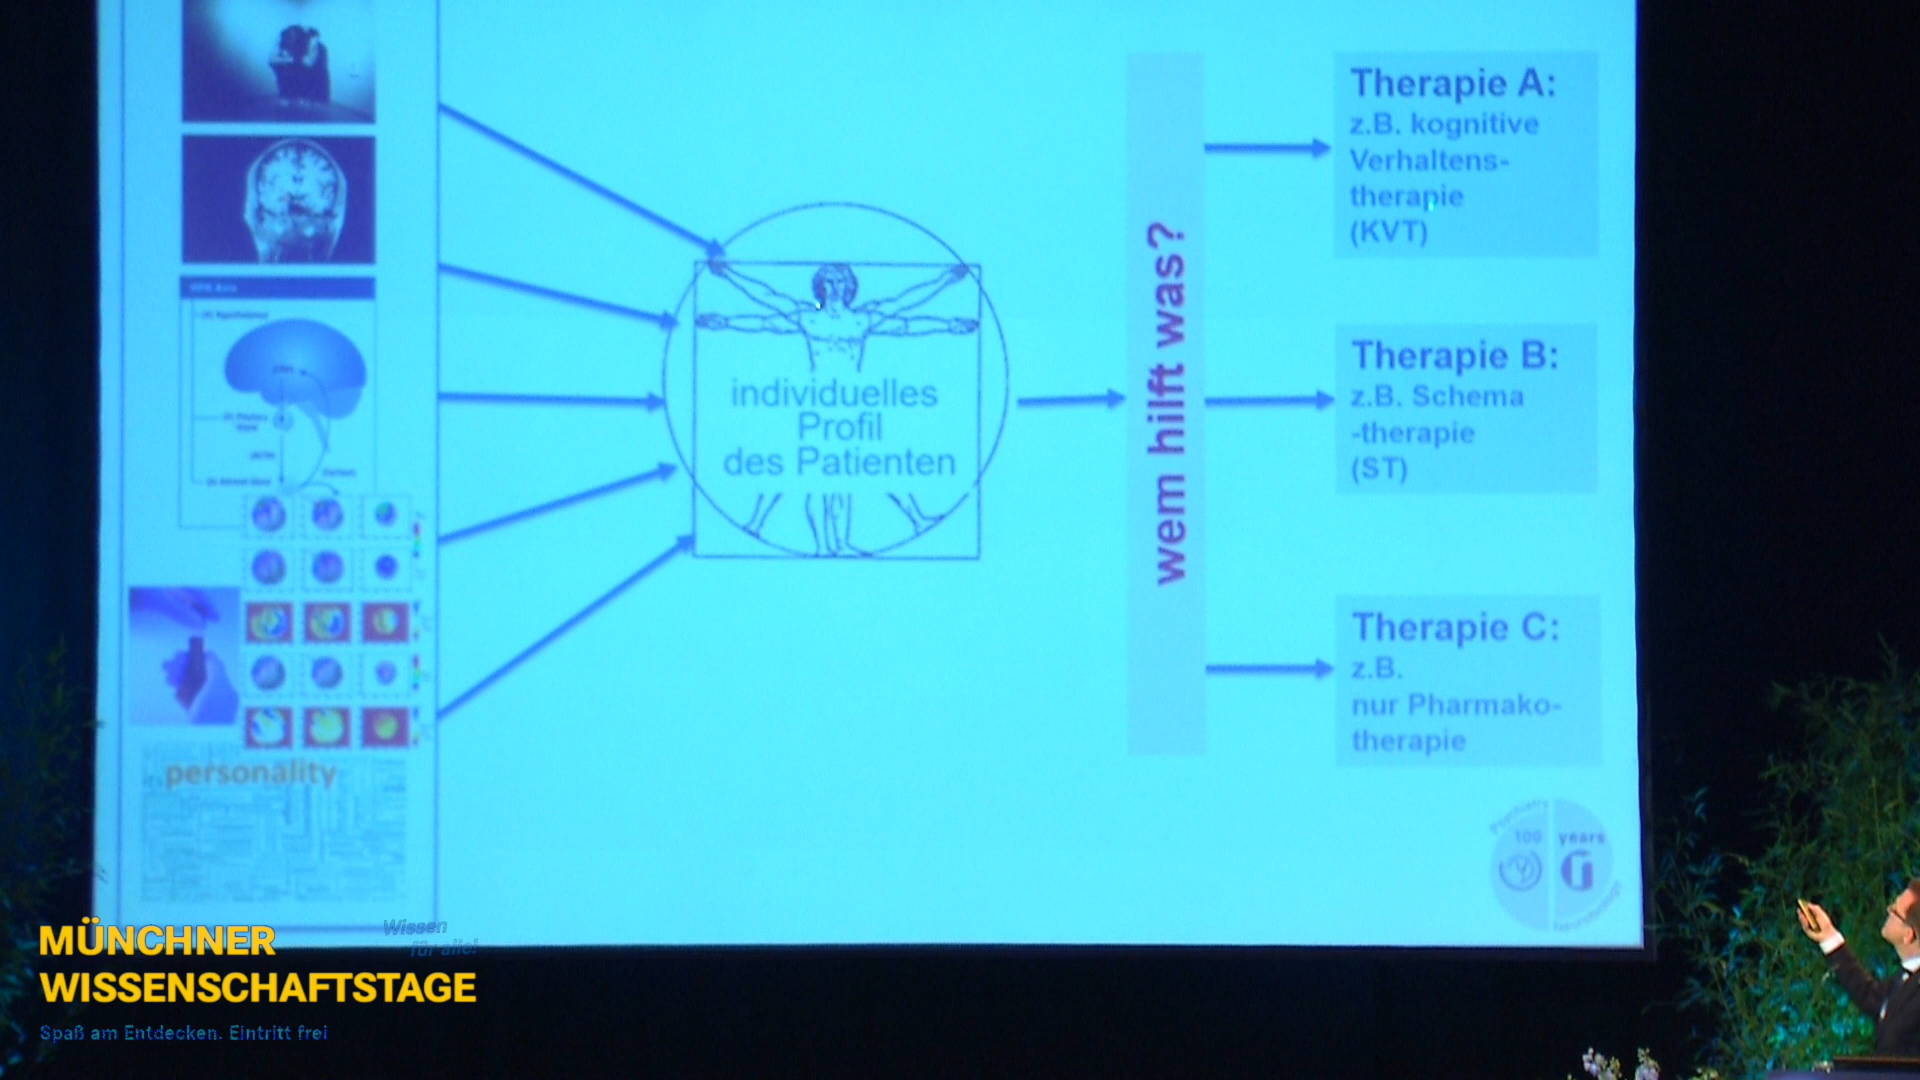 Therapie A:
z.B. kognitive
Verhaltens-
therapie
(KVT)
individuelles
Profil
des Patienten
wem hilft was?
Therapie B:
z.B. Schema
-therapie
(ST)
Therapie C:
z.B.
nur Pharmako-
therapie
personality
Psychiatry
100 years
MÜNCHNER
WISSENSCHAFTSTAGE
Wissen
für alle!
Spaß am Entdecken. Eintritt frei